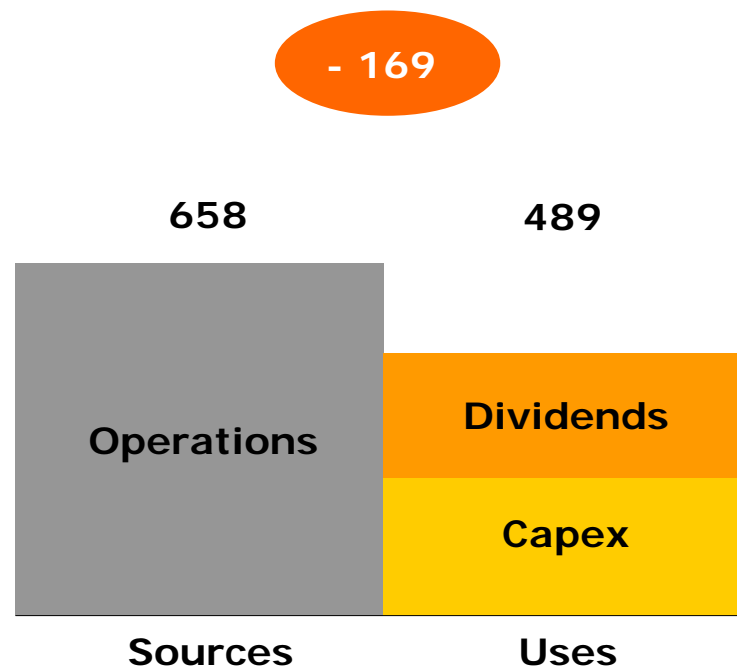 - 169
658
489
Operations
Dividends
Capex
Sources
Uses